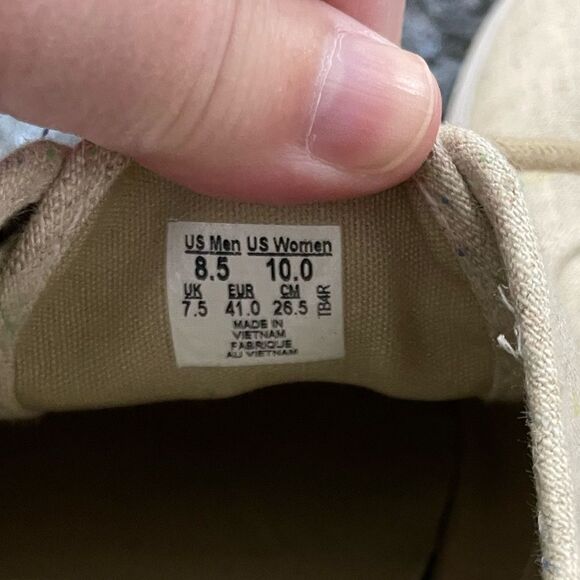 US Men US Women
8.5 10.0
UK EUR CM
7.5 41.0 26.5
TB4R
MADE IN
VIETNAM
FABRIQUE
AU VIETNAM